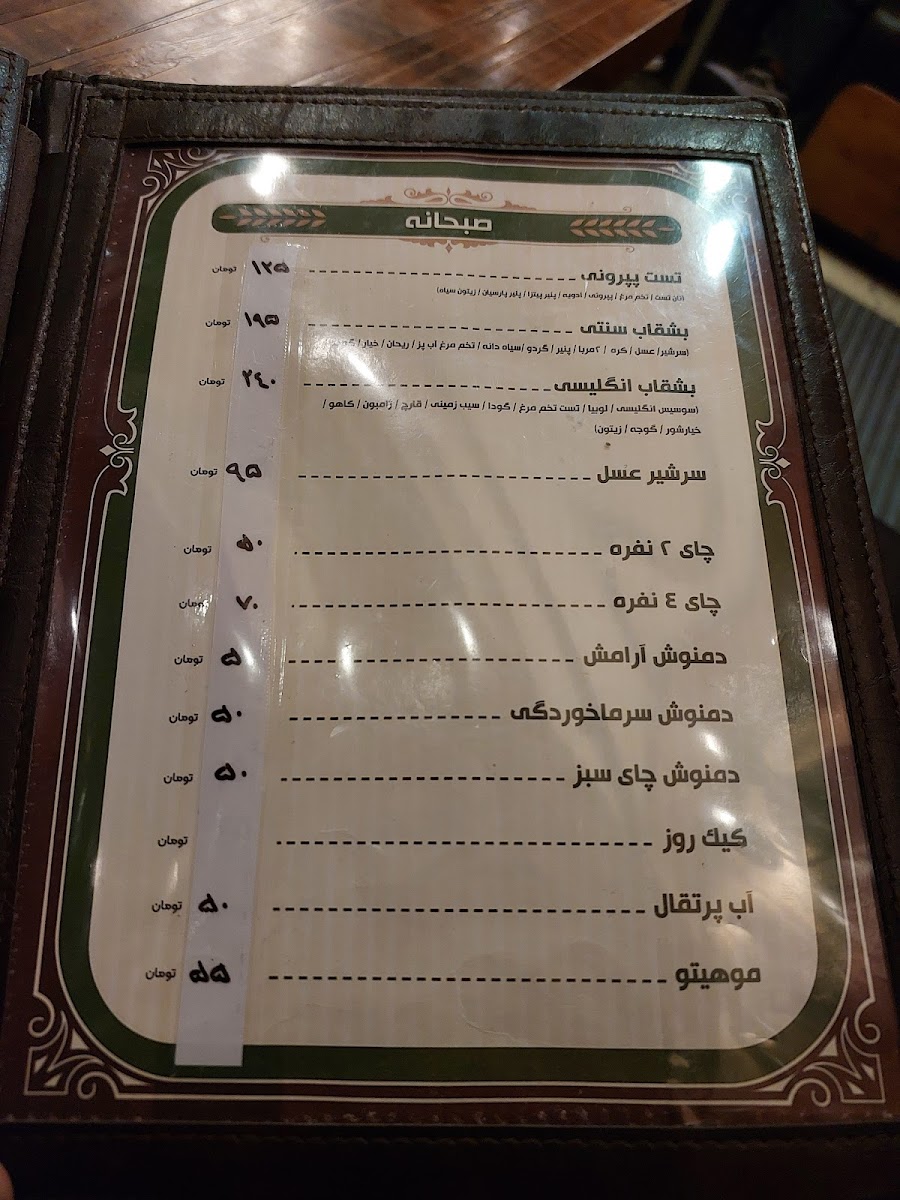 صبحانه
تست پپرونی ۱۲۵ تومان
(نان تست / تخم مرغ / پپرونی / ادویه / پنیر پیتزا / پنیر پارسیان / زیتون سیاه)
بشقاب سنتی ۱۹۵ تومان
(سرشیر/ عسل / کره / ۲مربا / پنیر / گردو /سیاه دانه / تخم مرغ آب پز / ریحان / خیار /
بشقاب انگلیسی ۲۴۰ تومان
(سوسیس انگلیسی / لوبیا / تست تخم مرغ / گودا / سیب زمینی / قارچ / ژامبون / کاهو /
خیارشور / گوجه / زیتون)
سرشیر عسل ۹۵ تومان
چای ۲ نفره ۵۰ تومان
چای ٤ نفره ۷۰ تومان
دمنوش آرامش ۵۰ تومان
دمنوش سرماخوردگی ۵۰ تومان
دمنوش چای سبز ۵۰ تومان
کیک روز تومان
آب پرتقال ۵۰ تومان
موهیتو تومان